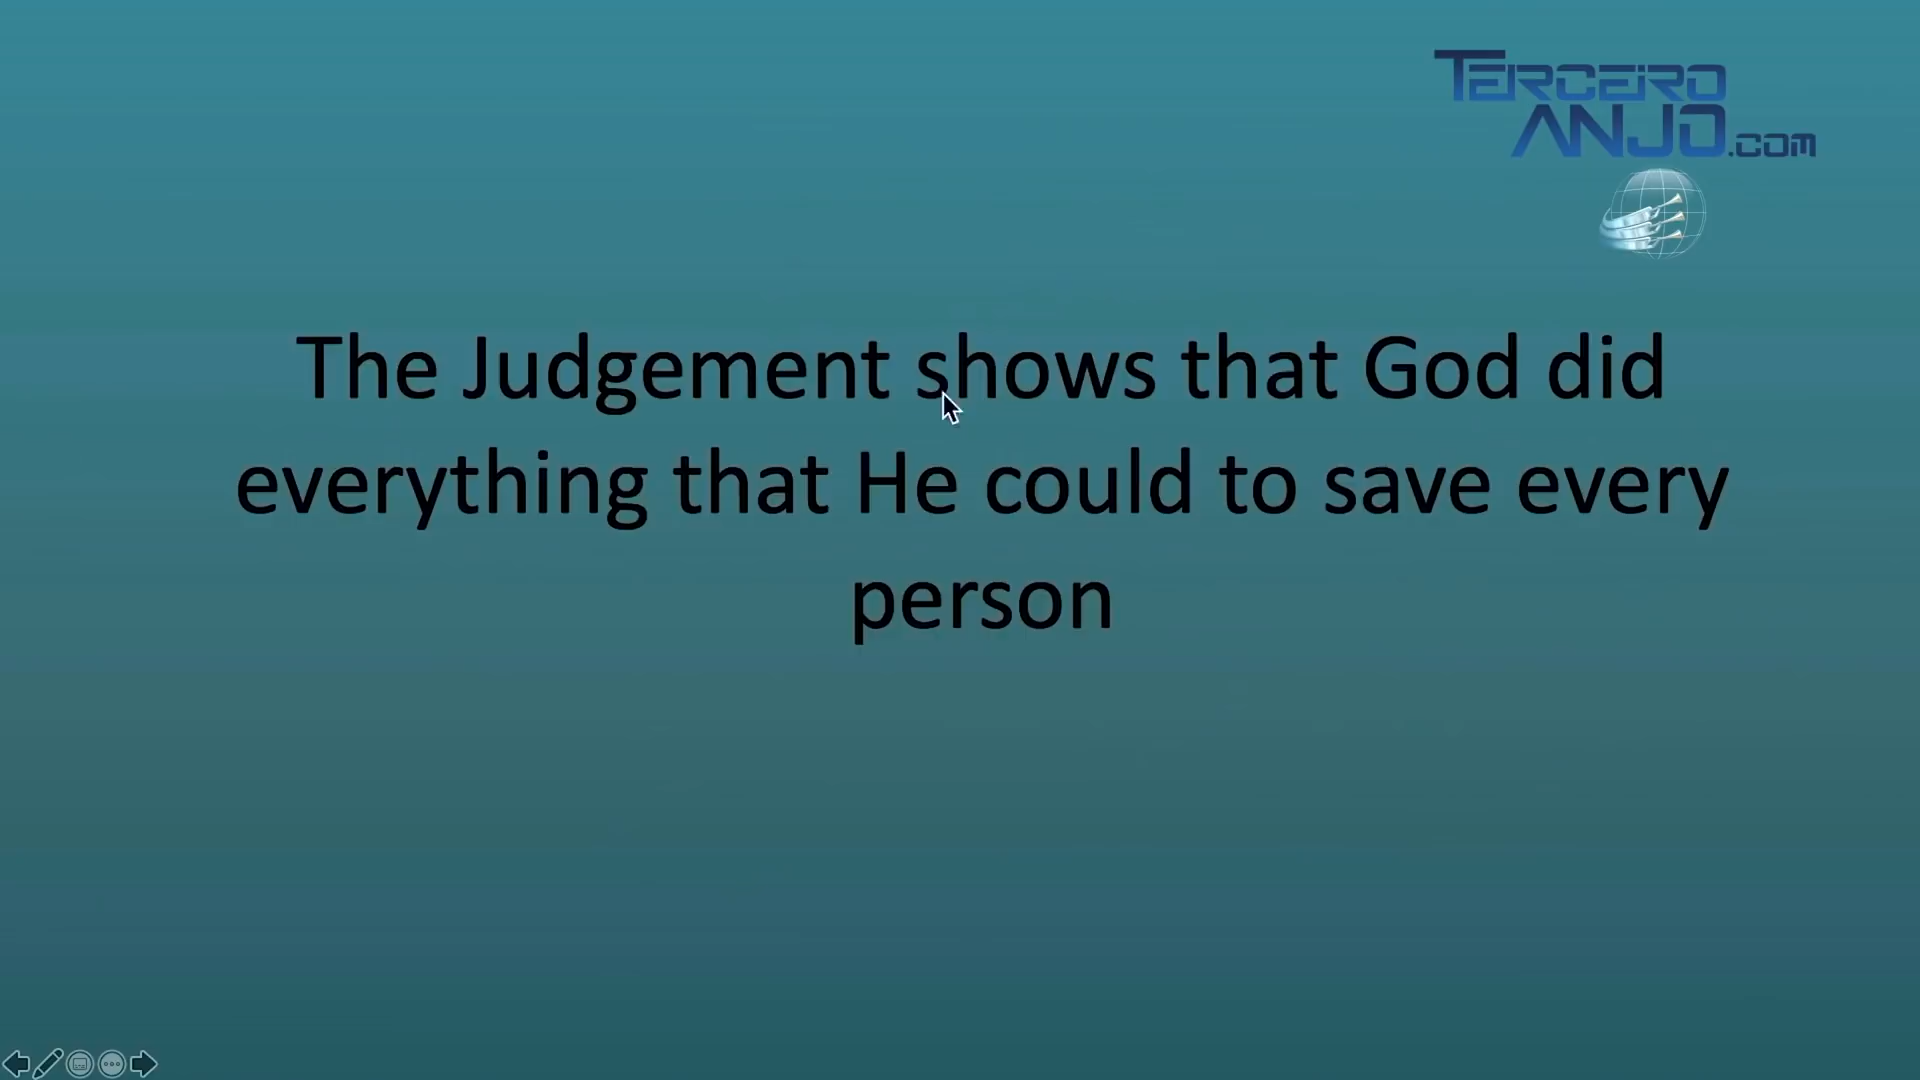 TERCEIRO
ANJO.COM
The Judgement shows that God did
everything that He could to save every
person